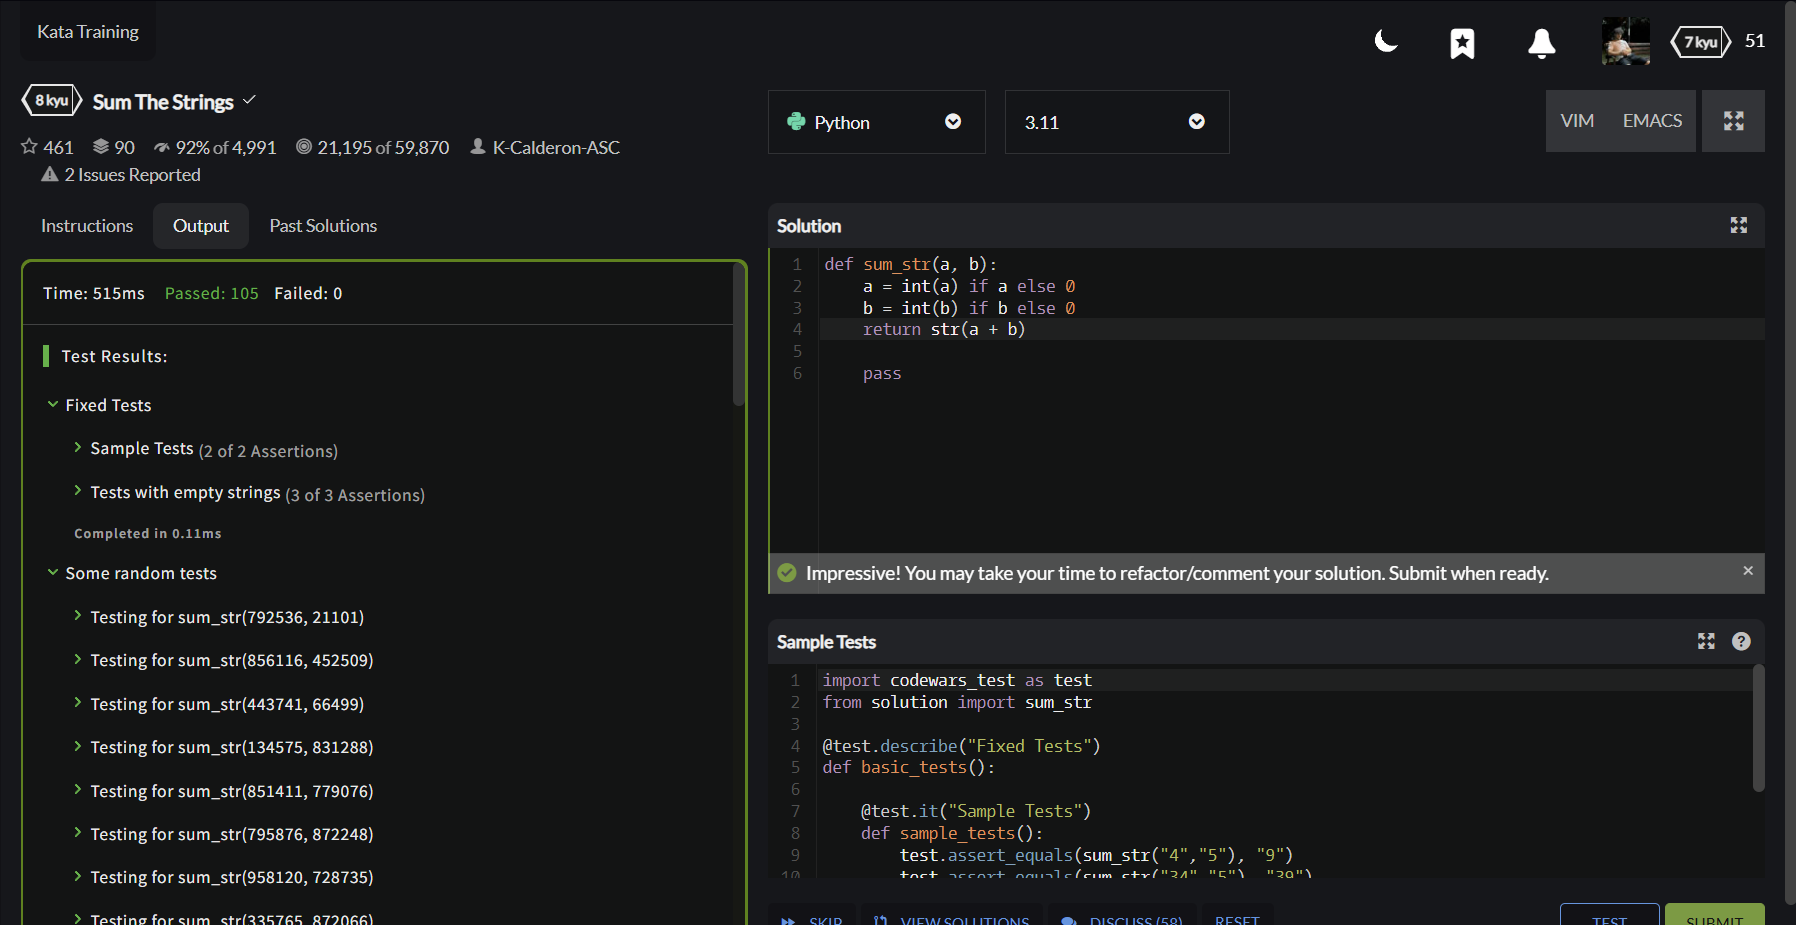 Kata Training
7 kyu 51
8 kyu Sum The Strings
461 90 92% of 4,991 21,195 of 59,870 K-Calderon-ASC
2 Issues Reported
Python
3.11
VIM EMACS
Instructions Output Past Solutions
Time: 515ms Passed: 105 Failed: 0
Test Results:
Fixed Tests
Sample Tests (2 of 2 Assertions)
Tests with empty strings (3 of 3 Assertions)
Completed in 0.11ms
Some random tests
Testing for sum_str(792536, 21101)
Testing for sum_str(856116, 452509)
Testing for sum_str(443741, 66499)
Testing for sum_str(134575, 831288)
Testing for sum_str(851411, 779076)
Testing for sum_str(795876, 872248)
Testing for sum_str(958120, 728735)
Testing for sum_str(335765, 872066)
Solution
1 def sum_str(a, b):
2 a = int(a) if a else 0
3 b = int(b) if b else 0
4 return str(a + b)
5
6 pass
Impressive! You may take your time to refactor/comment your solution. Submit when ready.
Sample Tests
1 import codewars_test as test
2 from solution import sum_str
3
4 @test.describe("Fixed Tests")
5 def basic_tests():
6
7 @test.it("Sample Tests")
8 def sample_tests():
9 test.assert_equals(sum_str("4","5"), "9")
10 test.assert_equals(sum_str("34","5"), "39")
SKIP VIEW SOLUTIONS DISCUSS (58) RESET TEST SUBMIT